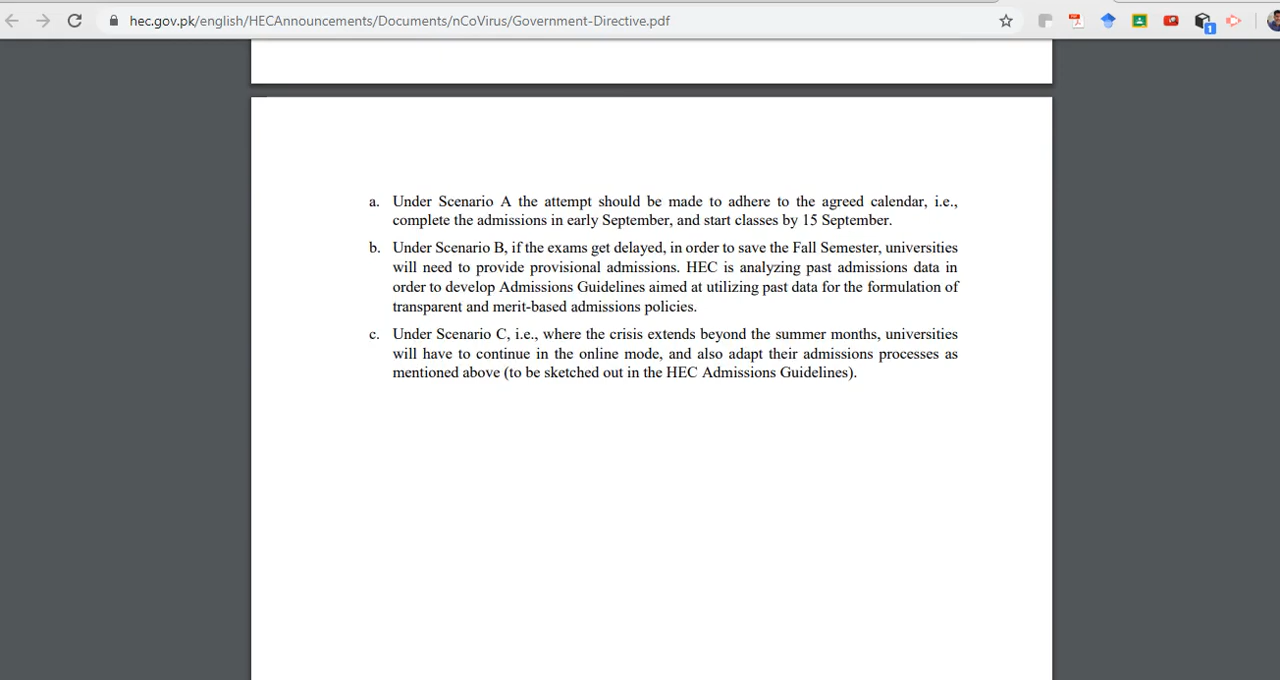 hec.gov.pk/english/HECAnnouncements/Documents/nCoVirus/Government-Directive.pdf
1
a. Under Scenario A the attempt should be made to adhere to the agreed calendar, i.e.,
complete the admissions in early September, and start classes by 15 September.
b. Under Scenario B, if the exams get delayed, in order to save the Fall Semester, universities
will need to provide provisional admissions. HEC is analyzing past admissions data in
order to develop Admissions Guidelines aimed at utilizing past data for the formulation of
transparent and merit-based admissions policies.
c. Under Scenario C, i.e., where the crisis extends beyond the summer months, universities
will have to continue in the online mode, and also adapt their admissions processes as
mentioned above (to be sketched out in the HEC Admissions Guidelines).